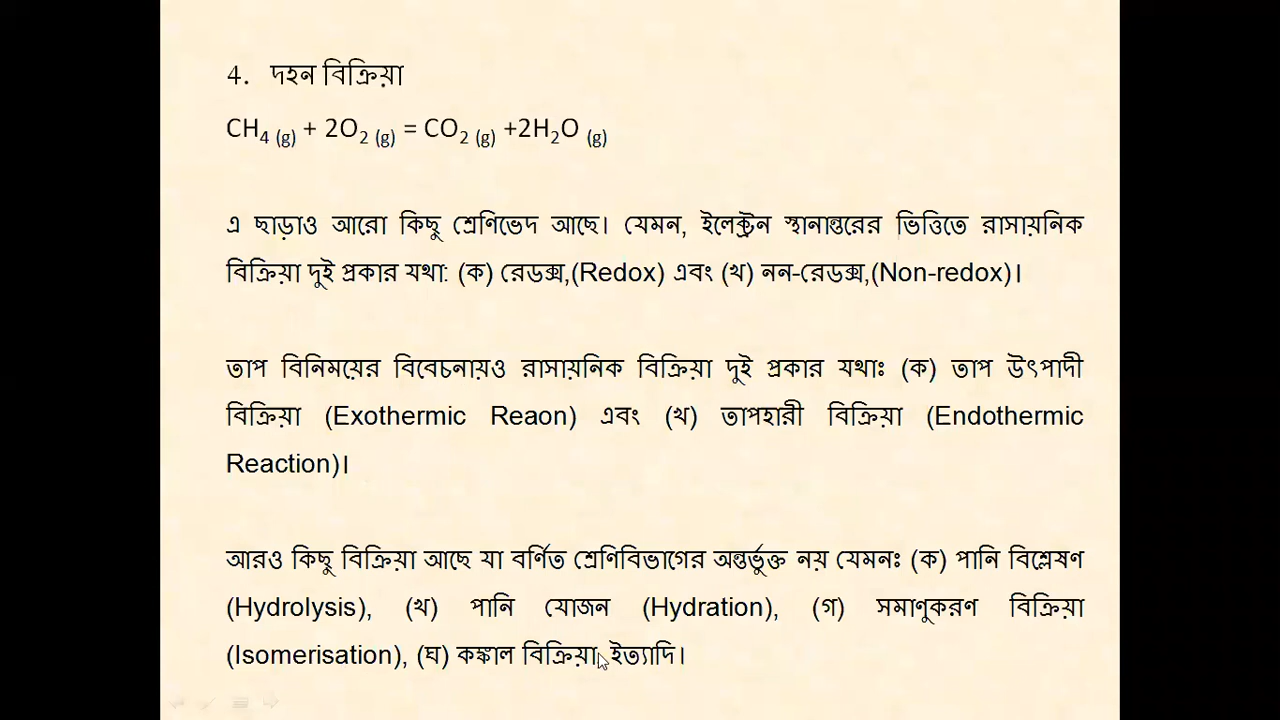 4. দহন বিক্রিয়া
CH₄ (g) + 2O₂ (g) = CO₂ (g) +2H₂O (g)
এ ছাড়াও আরো কিছু শ্রেণিভেদ আছে। যেমন, ইলেক্ট্রন স্থানান্তরের ভিত্তিতে রাসায়নিক
বিক্রিয়া দুই প্রকার যথা: (ক) রেডক্স,(Redox) এবং (খ) নন-রেডক্স,(Non-redox)।
তাপ বিনিময়ের বিবেচনায়ও রাসায়নিক বিক্রিয়া দুই প্রকার যথাঃ (ক) তাপ উৎপাদী
বিক্রিয়া (Exothermic Reaon) এবং (খ) তাপহারী বিক্রিয়া (Endothermic
Reaction)।
আরও কিছু বিক্রিয়া আছে যা বর্ণিত শ্রেণিবিভাগের অন্তর্ভুক্ত নয় যেমনঃ (ক) পানি বিশ্লেষণ
(Hydrolysis), (খ) পানি যোজন (Hydration), (গ) সমাণুকরণ বিক্রিয়া
(Isomerisation), (ঘ) কঙ্কাল বিক্রিয়া ইত্যাদি।